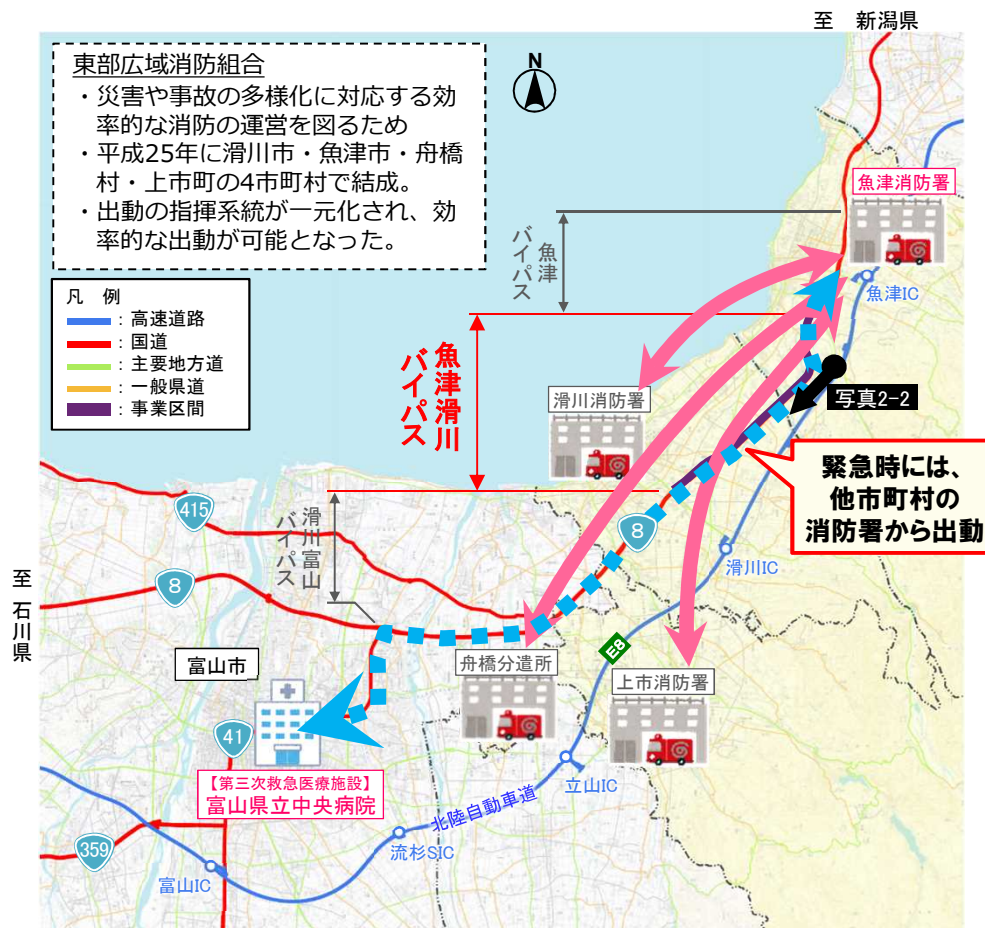 至　新潟県
東部広域消防組合
・災害や事故の多様化に対応する効
率的な消防の運営を図るため
・平成25年に滑川市・魚津市・舟橋
村・上市町の4市町村で結成。
・出動の指揮系統が一元化され、効
率的な出動が可能となった。
N
凡　例
：高速道路
：国道
：主要地方道
：一般県道
：事業区間
魚津消防署
魚津IC
魚津
バイパス
魚津滑川
バイパス
滑川消防署
写真2-2
緊急時には、
他市町村の
消防署から出動
415
滑川富山
バイパス
8
滑川IC
至　石川県
8
富山市
舟橋分遣所
E8
上市消防署
41
【第三次救急医療施設】
富山県立中央病院
立山IC
北陸自動車道
流杉SIC
359
富山IC